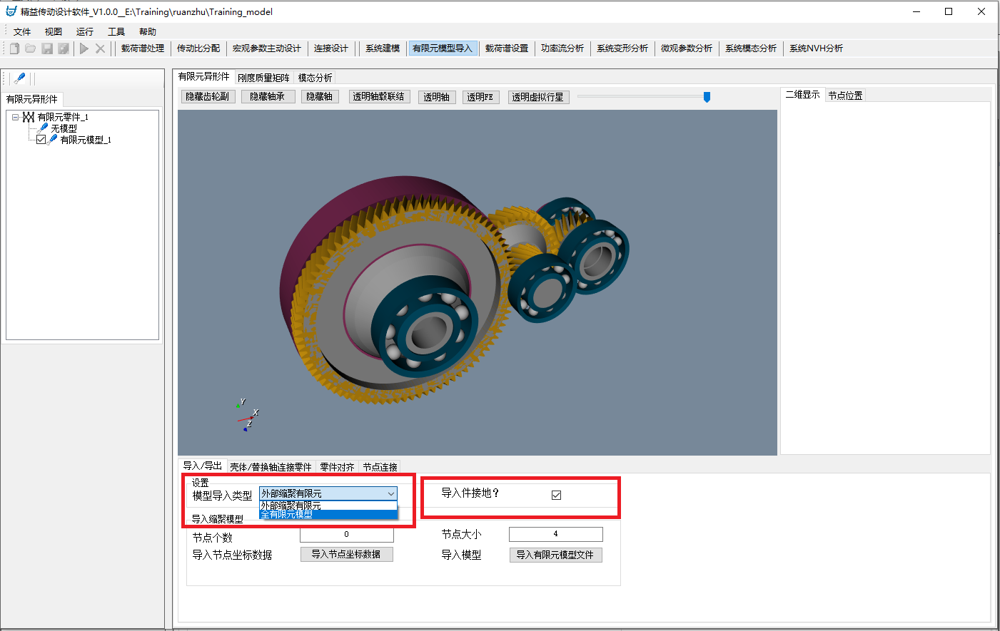 精益传动设计软件_V1.0.0__E:\Training\ruanzhu\Training_model
文件 视图 运行 工具 帮助
载荷谱处理 传动比分配 宏观参数主动设计 连接设计 系统建模 有限元模型导入 载荷谱设置 功率流分析 系统变形分析 微观参数分析 系统模态分析 系统NVH分析
有限元异形件
有限元零件_1
无模型
有限元模型_1
有限元异形件 刚度质量矩阵 模态分析
隐藏齿轮副 隐藏轴承 隐藏轴 透明轴毂联结 透明轴 透明FE 透明虚拟行星
Y
X
Z
二维显示 节点位置
导入/导出 壳体/替换轴连接零件 零件对齐 节点连接
设置
模型导入类型 外部缩聚有限元 导入件接地?
外部缩聚有限元
全有限元模型
导入缩聚模型
节点个数 0 节点大小 4
导入节点坐标数据 导入节点坐标数据 导入模型 导入有限元模型文件